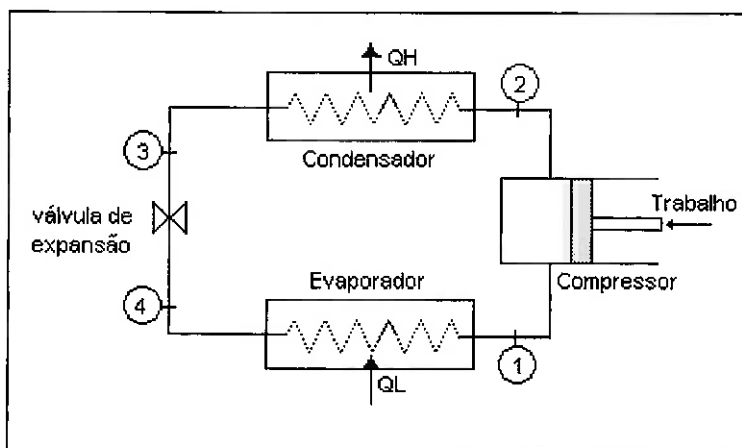 QH
2
Condensador
3
válvula de
expansão
Trabalho
Compressor
4
Evaporador
1
QL